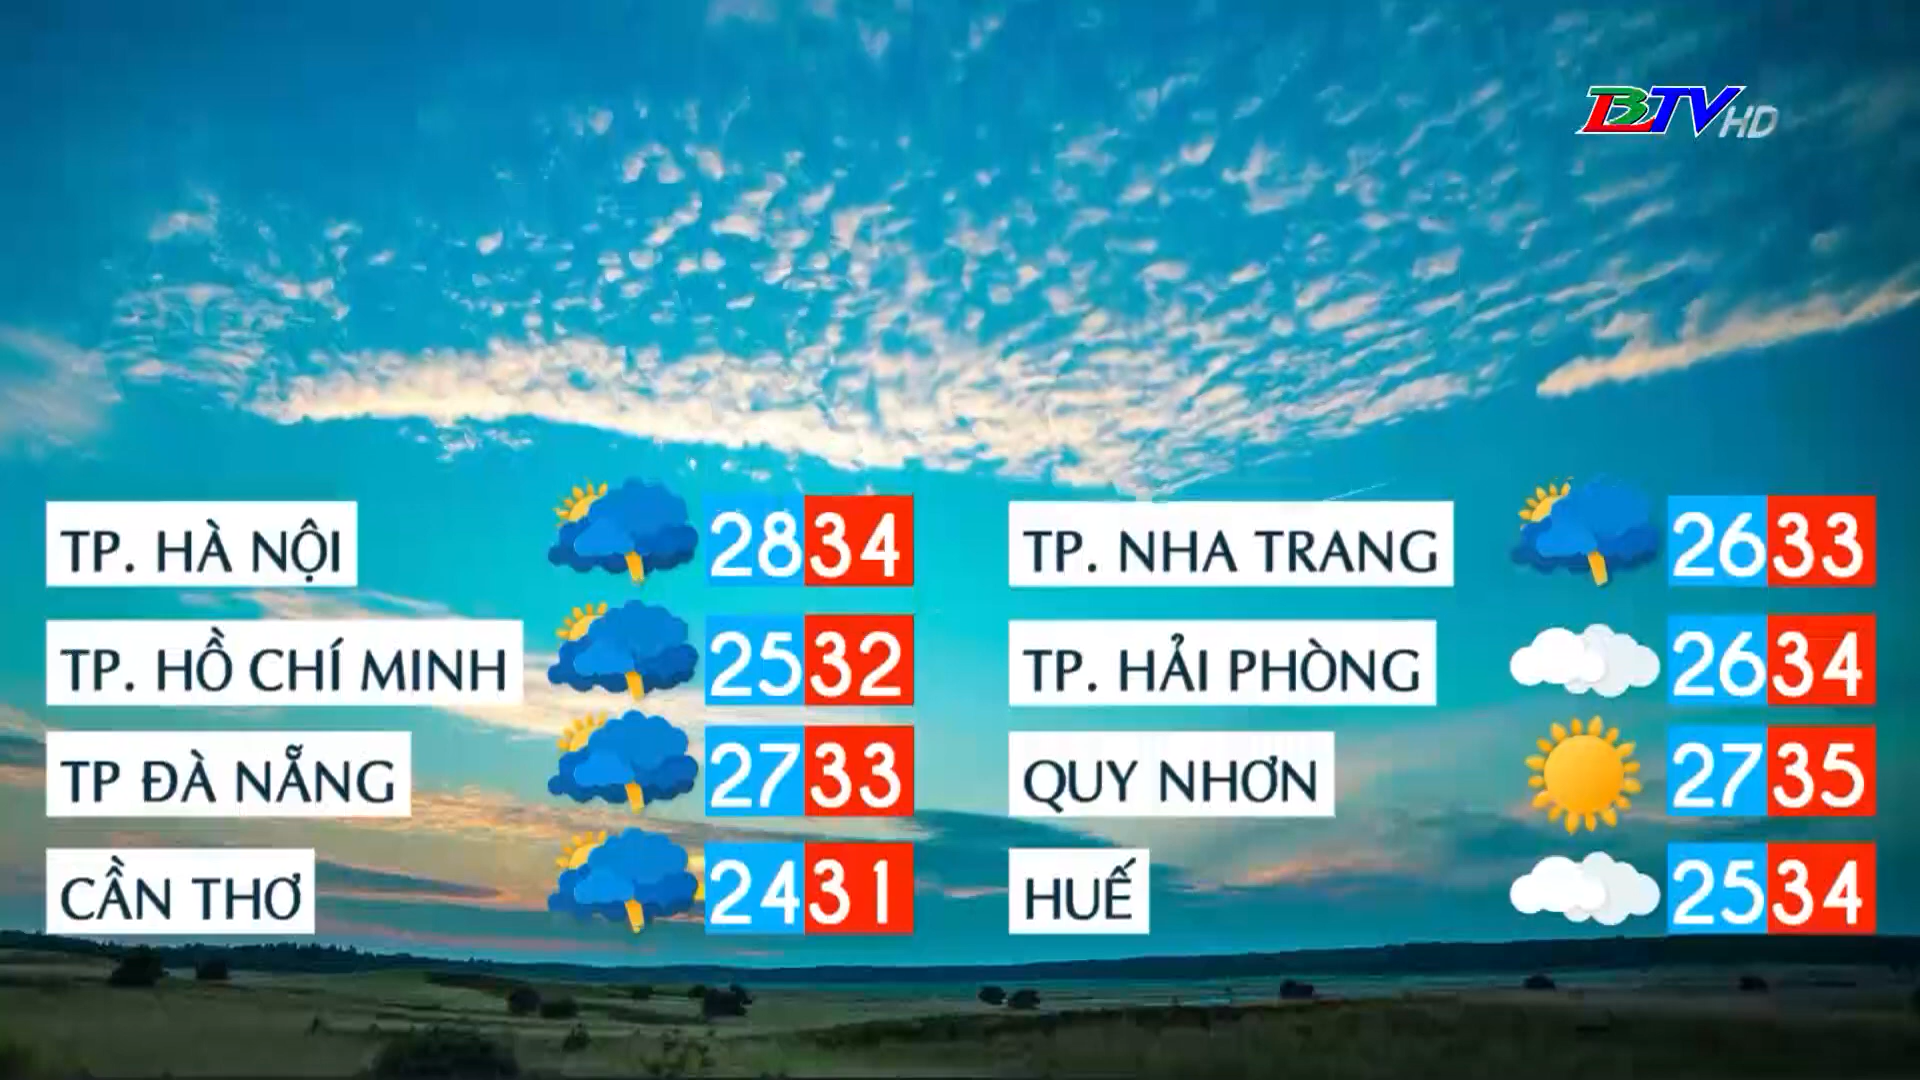 BTV HD
TP. HÀ NỘI 28 34
TP. HỒ CHÍ MINH 25 32
TP ĐÀ NẴNG 27 33
CẦN THƠ 24 31
TP. NHA TRANG 26 33
TP. HẢI PHÒNG 26 34
QUY NHƠN 27 35
HUẾ 25 34